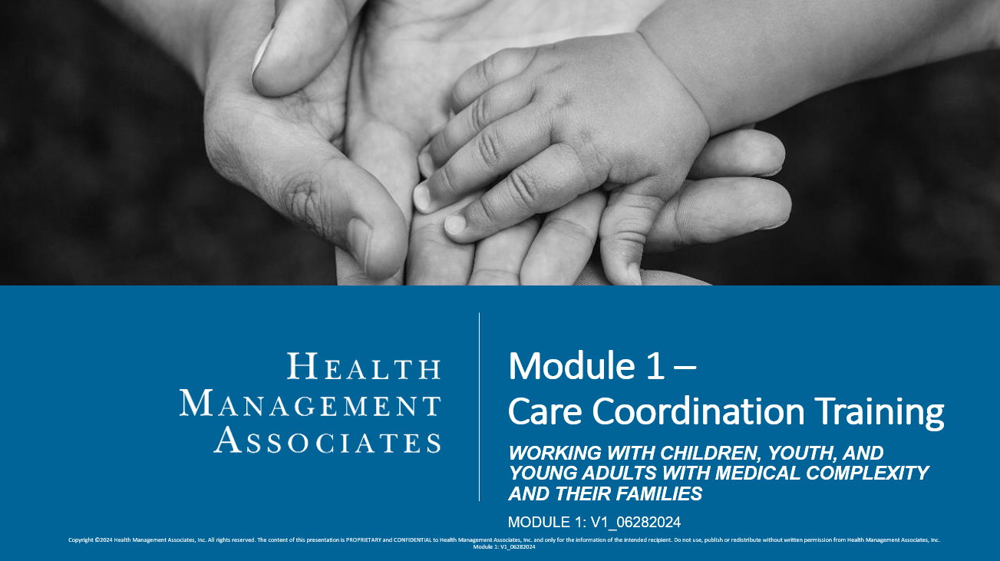 HEALTH
MANAGEMENT
ASSOCIATES
Module 1 –
Care Coordination Training
WORKING WITH CHILDREN, YOUTH, AND
YOUNG ADULTS WITH MEDICAL COMPLEXITY
AND THEIR FAMILIES
MODULE 1: V1_06282024
Copyright ©2024 Health Management Associates, Inc. All rights reserved. The content of this presentation is PROPRIETARY and CONFIDENTIAL to Health Management Associates, Inc. and only for the information of the intended recipient. Do not use, publish or redistribute without written permission from Health Management Associates, Inc.
Module 1: V1_06282024